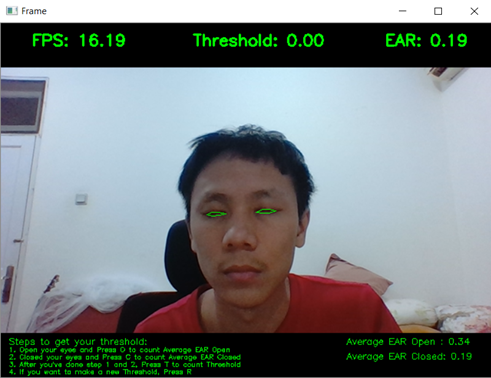 Frame
FPS: 16.19 Threshold: 0.00 EAR: 0.19
Steps to get your threshold:
1. Open your eyes and Press O to count Average EAR Open
2. Closed your eyes and Press C to count Average EAR Closed
3. After you've done step 1 and 2, Press T to count Threshold
4. If you want to make a new Threshold, Press R
Average EAR Open : 0.34
Average EAR Closed: 0.19